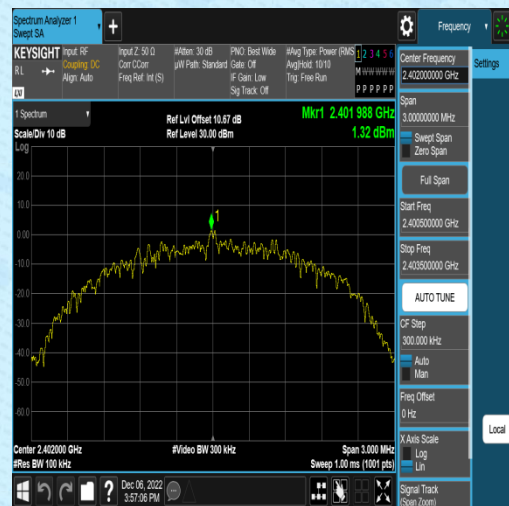 Spectrum Analyzer 1
Swept SA
Frequency
KEYSIGHT
Input: RF
Input Z: 50 Ω
#Atten: 30 dB
PNO: Best Wide
#Avg Type: Power (RMS
1 2 3 4 5 6
RL
Coupling: DC
Corr CCorr
µW Path: Standard
Gate: Off
Avg|Hold: 10/10
M W W W W W
Align: Auto
Freq Ref: Int (S)
IF Gain: Low
Trig: Free Run
Sig Track: Off
P P P P P P
LXI
1 Spectrum
Scale/Div 10 dB
Log
Ref Lvl Offset 10.67 dB
Ref Level 30.00 dBm
Mkr1 2.401 988 GHz
1.32 dBm
20.0
10.0
0.00
-10.0
-20.0
-30.0
-40.0
-50.0
-60.0
1
Center 2.402000 GHz
#Video BW 300 kHz
Span 3.000 MHz
#Res BW 100 kHz
Sweep 1.00 ms (1001 pts)
Dec 06, 2022
3:57:06 PM
Center Frequency
2.402000000 GHz
Settings
Span
3.00000000 MHz
Swept Span
Zero Span
Full Span
Start Freq
2.400500000 GHz
Stop Freq
2.403500000 GHz
AUTO TUNE
CF Step
300.000 kHz
Auto
Man
Freq Offset
0 Hz
Local
X Axis Scale
Log
Lin
Signal Track
(Span Zoom)